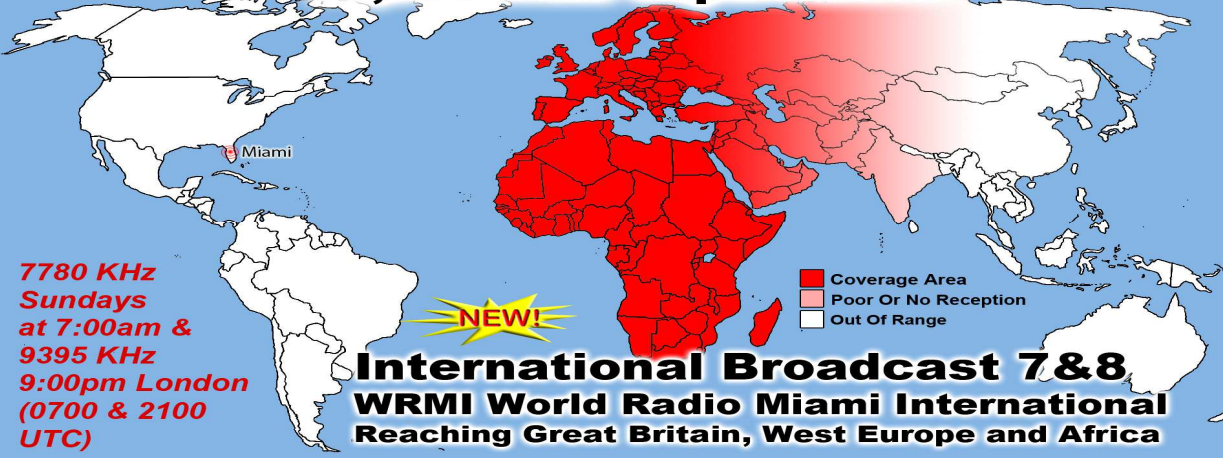 Miami
7780 KHz
Sundays
at 7:00am &
9395 KHz
9:00pm London
(0700 & 2100
UTC)
NEW!
Coverage Area
Poor Or No Reception
Out Of Range
International Broadcast 7&8
WRMI World Radio Miami International
Reaching Great Britain, West Europe and Africa